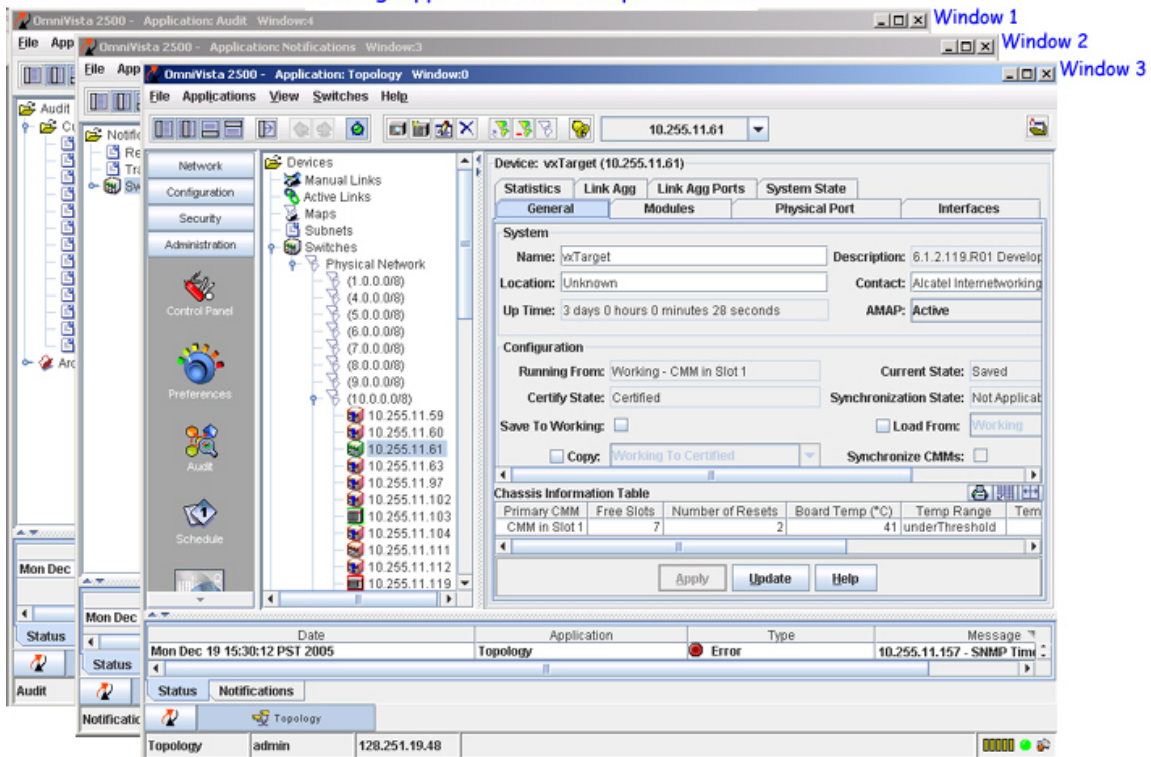 OmniVista 2500 - Application: Audit Window:4
Window 1
File App
OmniVista 2500 - Application: Notifications Window:3
Window 2
File App
OmniVista 2500 - Application: Topology Window:0
Window 3
File Applications View Switches Help
10.255.11.61
Audit
Notific
Network
Configuration
Security
Administration
Control Panel
Preferences
Audit
Schedule
Devices
Manual Links
Active Links
Maps
Subnets
Switches
Physical Network
(1.0.0.0/8)
(4.0.0.0/8)
(5.0.0.0/8)
(6.0.0.0/8)
(7.0.0.0/8)
(8.0.0.0/8)
(9.0.0.0/8)
(10.0.0.0/8)
10.255.11.59
10.255.11.60
10.255.11.61
10.255.11.63
10.255.11.97
10.255.11.102
10.255.11.103
10.255.11.104
10.255.11.111
10.255.11.112
10.255.11.119
Device: vxTarget (10.255.11.61)
Statistics Link Agg Link Agg Ports System State
General Modules Physical Port Interfaces
System
Name: vxTarget Description: 6.1.2.119.R01 Develop
Location: Unknown Contact: Alcatel Internetworking
Up Time: 3 days 0 hours 0 minutes 28 seconds AMAP: Active
Configuration
Running From: Working - CMM in Slot 1 Current State: Saved
Certify State: Certified Synchronization State: Not Applicab
Save To Working: Load From: Working
Copy: Working To Certified Synchronize CMMs:
Chassis Information Table
Primary CMM Free Slots Number of Resets Board Temp (°C) Temp Range Tem
CMM in Slot 1 7 2 41 underThreshold
Apply Update Help
Mon Dec
Status
Audit
Mon Dec
Status
Notificatio
Date Application Type Message
Mon Dec 19 15:30:12 PST 2005 Topology Error 10.255.11.157 - SNMP Tim
Status Notifications
Topology
Topology admin 128.251.19.48